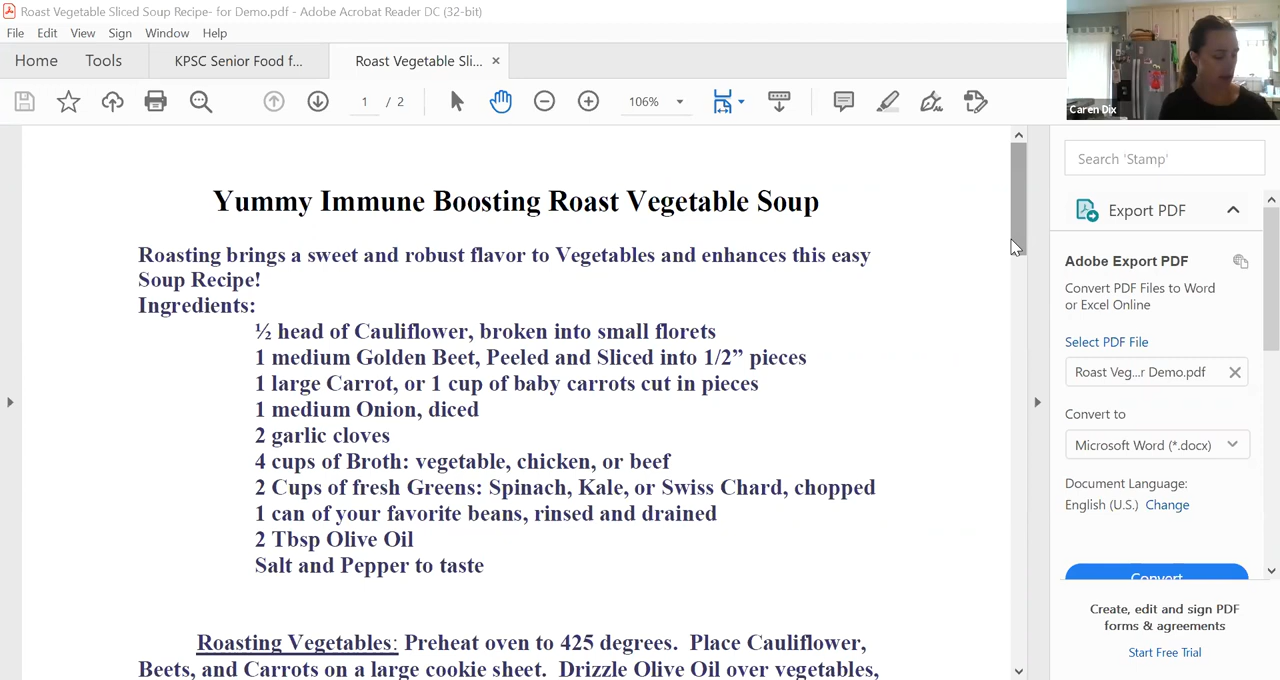 Roast Vegetable Sliced Soup Recipe- for Demo.pdf - Adobe Acrobat Reader DC (32-bit)
File Edit View Sign Window Help
Home Tools KPSC Senior Food f... Roast Vegetable Sli... ×
1 / 2 106%
Caren Dix
Yummy Immune Boosting Roast Vegetable Soup
Roasting brings a sweet and robust flavor to Vegetables and enhances this easy
Soup Recipe!
Ingredients:
½ head of Cauliflower, broken into small florets
1 medium Golden Beet, Peeled and Sliced into 1/2” pieces
1 large Carrot, or 1 cup of baby carrots cut in pieces
1 medium Onion, diced
2 garlic cloves
4 cups of Broth: vegetable, chicken, or beef
2 Cups of fresh Greens: Spinach, Kale, or Swiss Chard, chopped
1 can of your favorite beans, rinsed and drained
2 Tbsp Olive Oil
Salt and Pepper to taste
Roasting Vegetables: Preheat oven to 425 degrees. Place Cauliflower,
Beets, and Carrots on a large cookie sheet. Drizzle Olive Oil over vegetables,
Search 'Stamp'
Export PDF
Adobe Export PDF
Convert PDF Files to Word
or Excel Online
Select PDF File
Roast Veg...r Demo.pdf
Convert to
Microsoft Word (*.docx)
Document Language:
English (U.S.) Change
Convert
Create, edit and sign PDF
forms & agreements
Start Free Trial